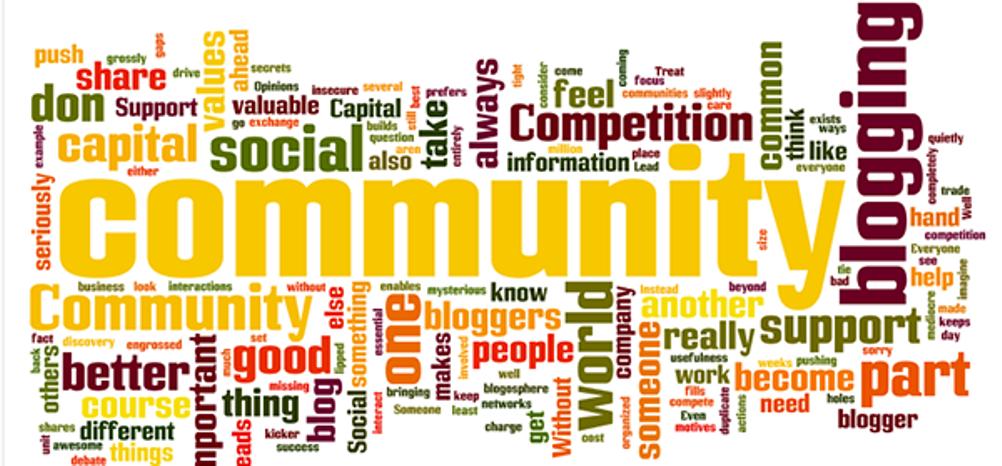 push
grossly
gaps
share
drive
values
ahead
secrets
don
Support
valuable
Opinions
insecure
several
go
exchange
Capital
best
still
prefers
example
capital
social
builds
question
aren
also
take
entirely
always
tight
either
consider
come
feel
coming
focus
Treat
communities
slightly
care
Competition
million
information
place
Lead
common
think
exists
ways
like
everyone
blogging
quietly
completely
trade
Well
hand
competition
Everyone
see
help
imagine
mediocre
made
keeps
day
seriously
community
size
tie
bad
business
look
interactions
without
Community
else
something
enables
mysterious
know
essential
one
bloggers
world
company
Instead
beyond
another
really
support
fact
back
discovery
engrossed
others
better
much
set
good
lipped
missing
makes
involved
people
someone
usefulness
work
weeks
pushing
sorry
become
part
course
thing
blog
Social
interact
bringing
Someone
keep
least
well
blogosphere
networks
Without
fills
compete
Even
motives
duplicate
actions
need
holes
blogger
shares
unit
awesome
different
debate
things
kicker
success
charge
get
cost
organized